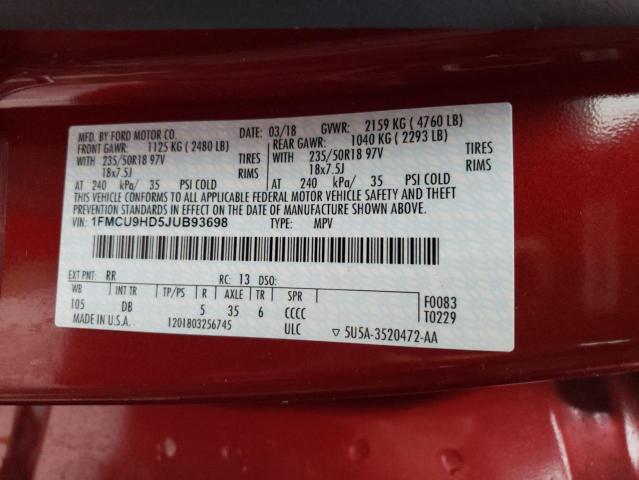 MFD. BY FORD MOTOR CO. DATE: 03/18 GVWR: 2159 KG ( 4760 LB)
FRONT GAWR: 1125 KG ( 2480 LB) REAR GAWR: 1040 KG ( 2293 LB)
WITH 235/50R18 97V TIRES WITH 235/50R18 97V TIRES
18x7.5J RIMS 18x7.5J RIMS
AT 240 kPa/ 35 PSI COLD AT 240 kPa/ 35 PSI COLD
THIS VEHICLE CONFORMS TO ALL APPLICABLE FEDERAL MOTOR VEHICLE SAFETY AND THEFT
PREVENTION STANDARDS IN EFFECT ON THE DATE OF MANUFACTURE SHOWN ABOVE.
VIN: 1FMCU9HD5JUB93698 TYPE: MPV
EXT PNT: RR RC: 13 DSO:
WB INT TR TP/PS R AXLE TR SPR F0083
105 DB 5 35 6 CCCC T0229
MADE IN U.S.A. 1201803256745 ULC ▽ 5U5A-3520472-AA